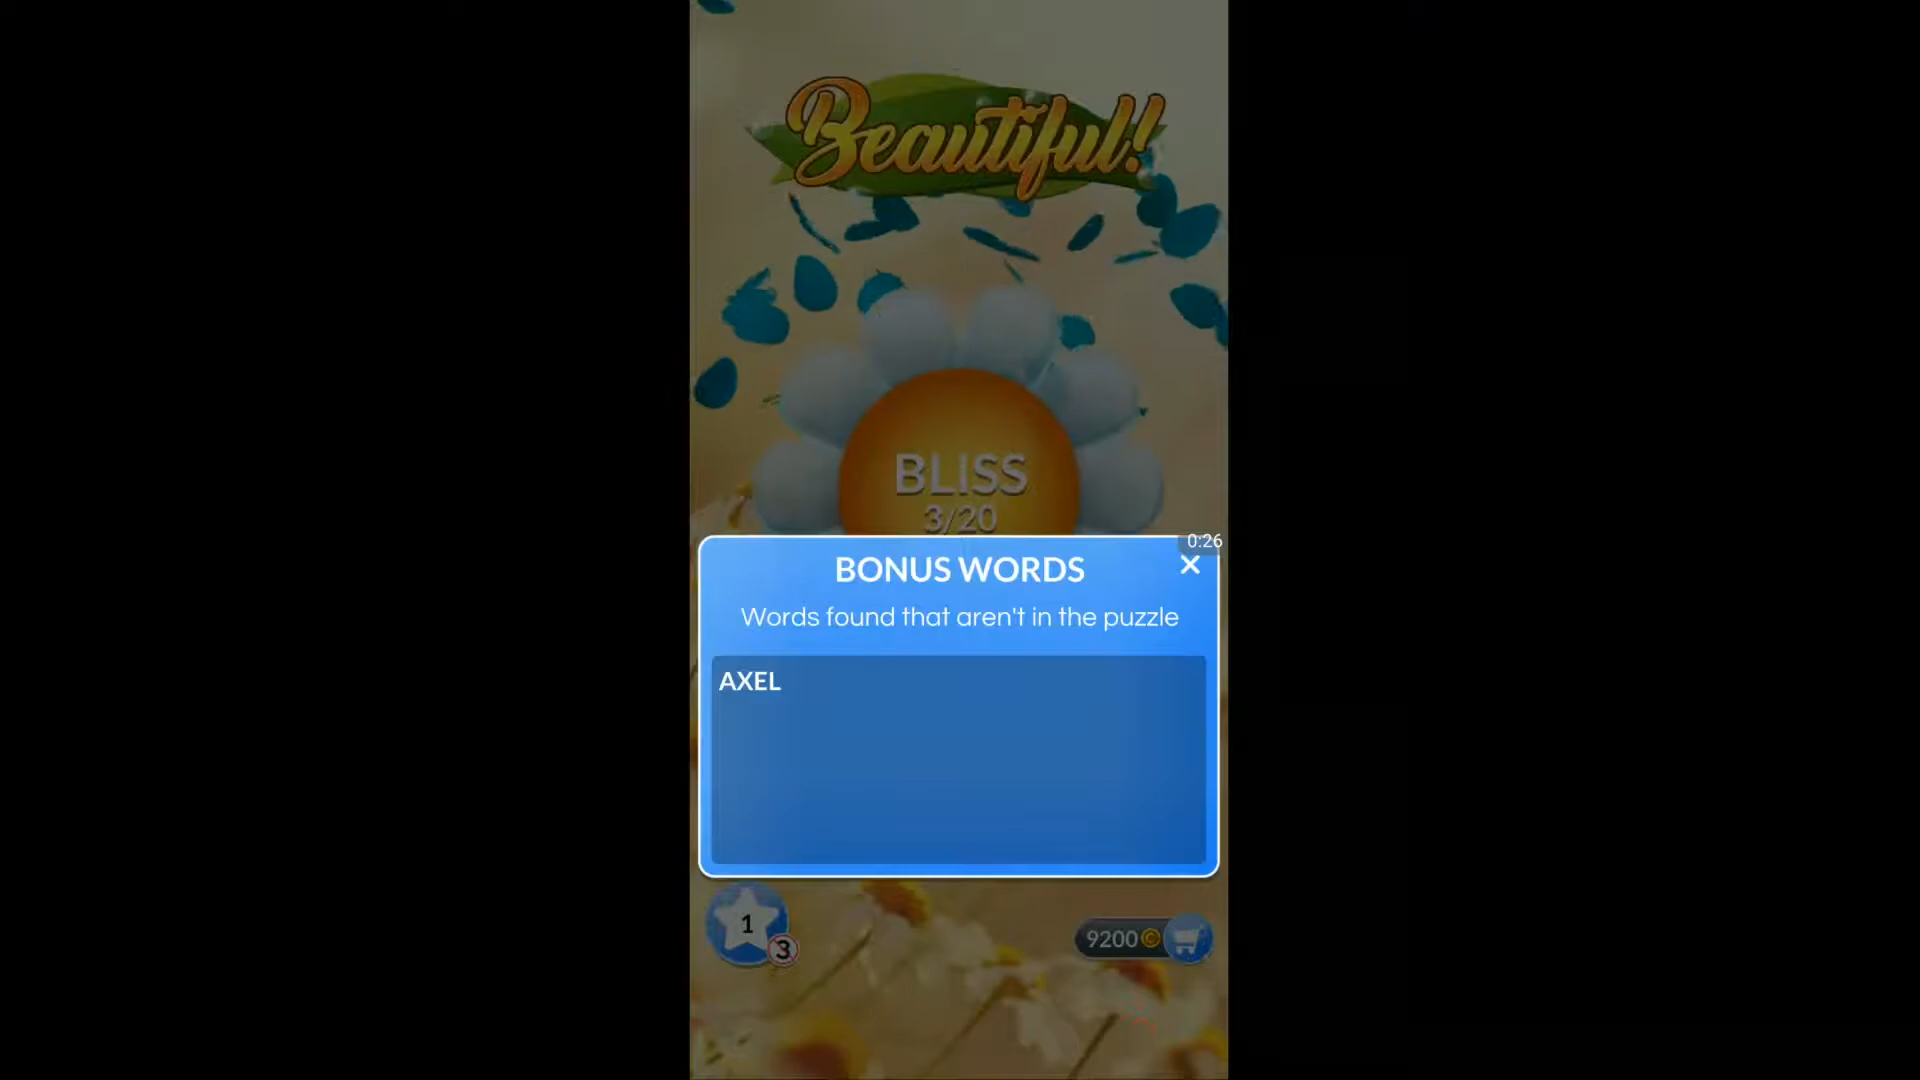 Beautiful!
BLISS
3/20
0:26
BONUS WORDS
Words found that aren't in the puzzle
AXEL
1
3
9200